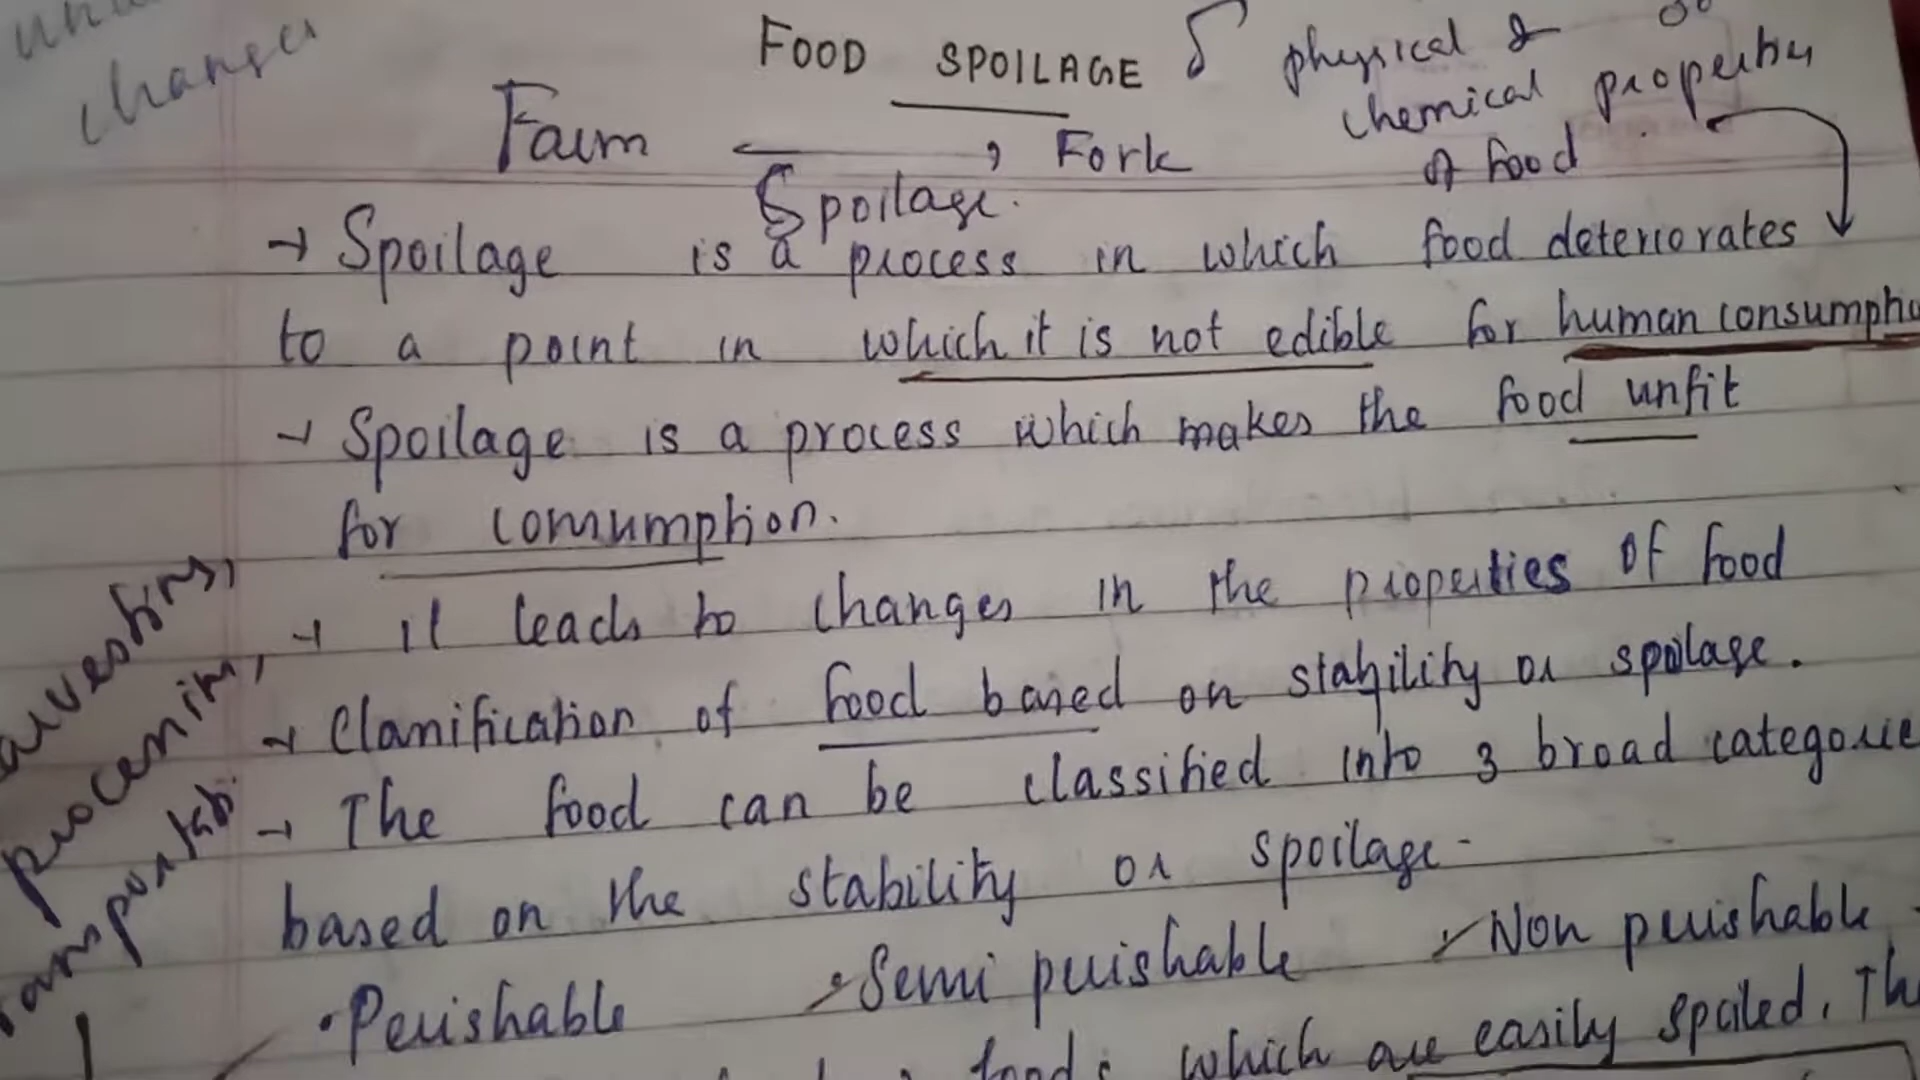 changes
FOOD SPOILAGE
physical &
chemical properties
of food
Farm Fork
Spoilage.
→ Spoilage is a process in which food deteriorates
to a point in which it is not edible for human consumptio
→ Spoilage is a process which makes the food unfit
for consumption.
→ it leads to changes in the properties of food
→ Classification of food based on stability or spoilage.
→ The food can be classified into 3 broad categorie
based on the stability or spoilage.
• Perishable Semi perishable Non perishable
foods which are easily spoiled. Th
arvesting,
processing,